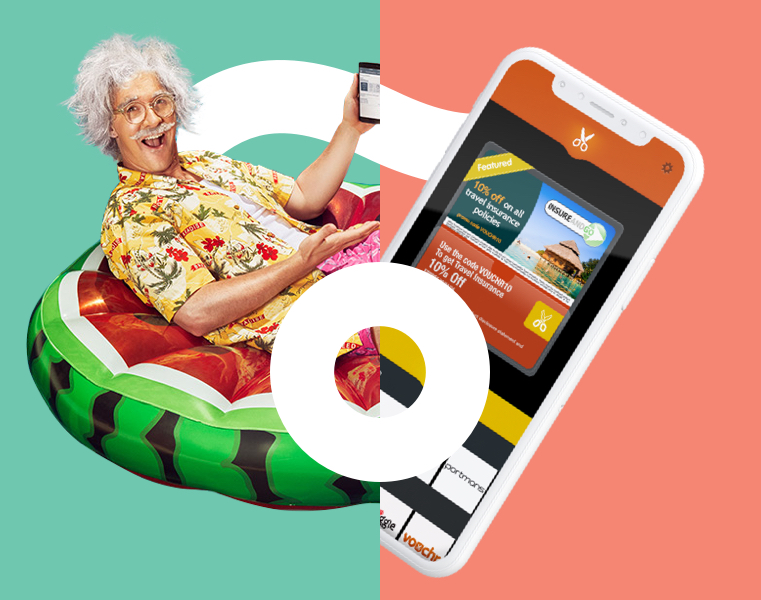 Featured
10% off on all
travel insurance
policies
INSUREANDGO
Use the code VOUCHR10
To get Travel Insurance
10% Off
portmans
vouchr